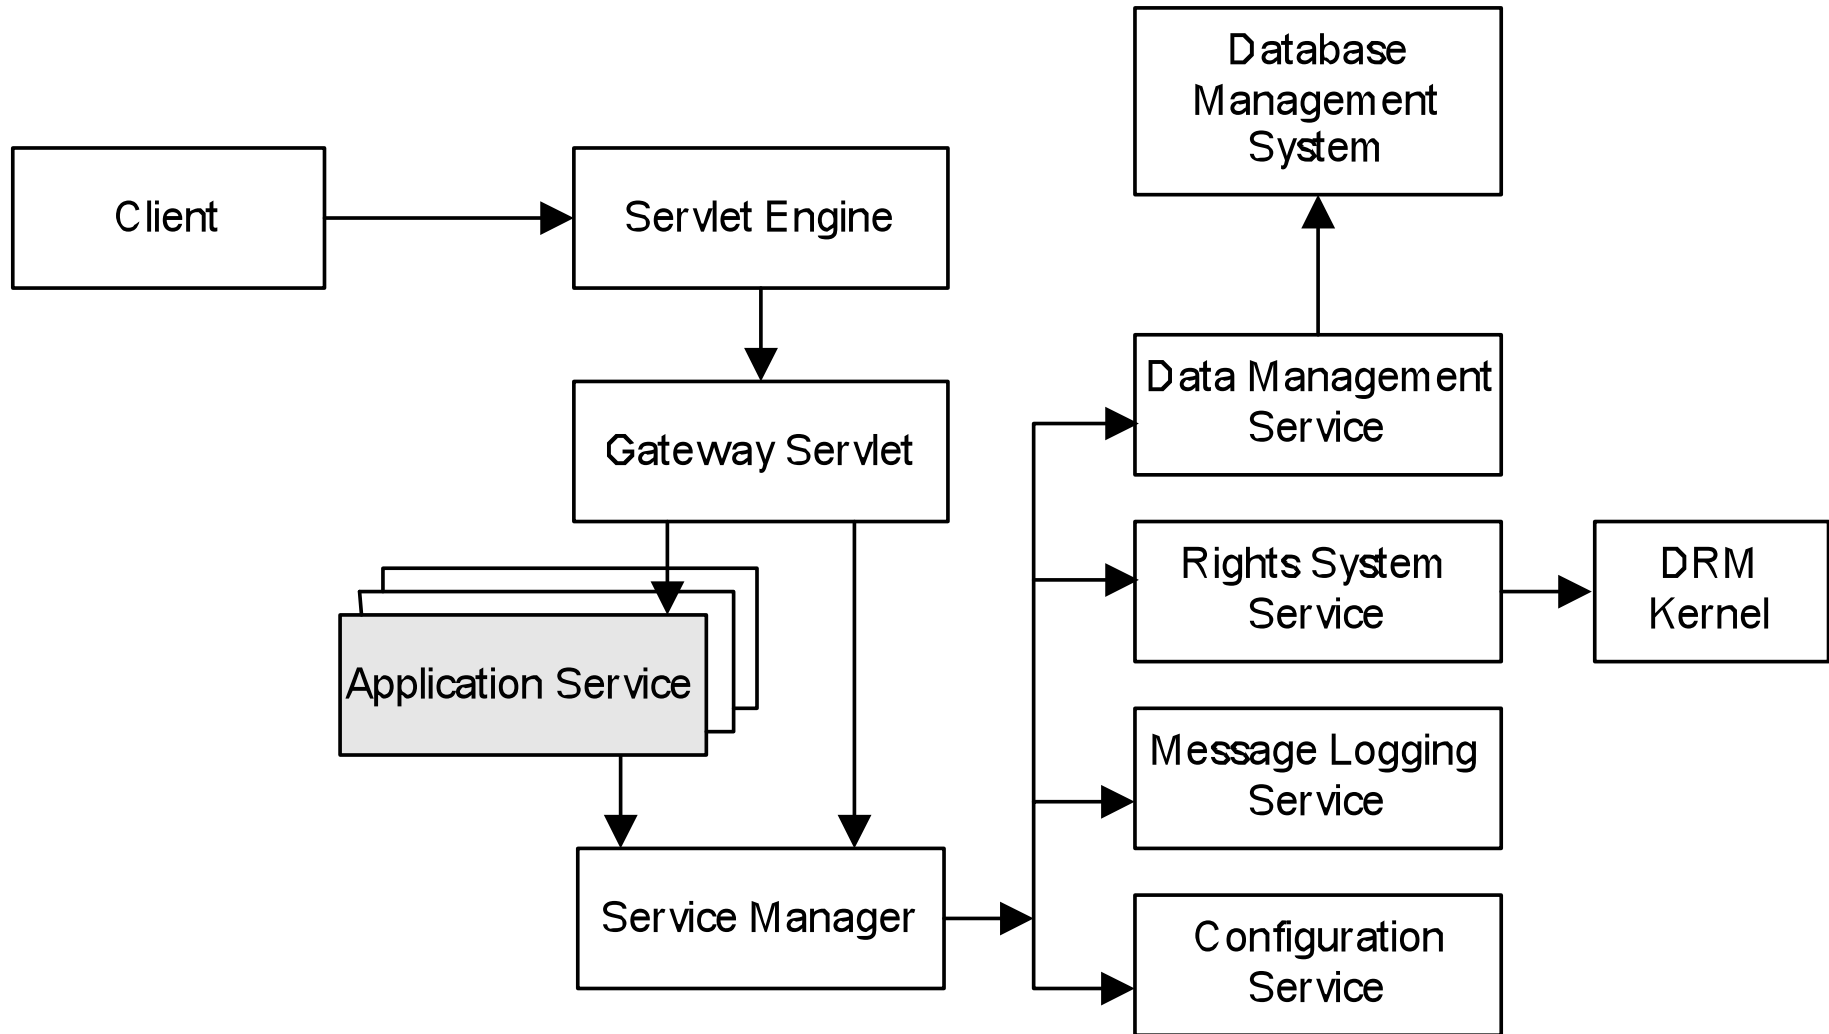 Database
Management
System
Client
Servlet Engine
Data Management
Service
Gateway Servlet
Rights System
Service
DRM
Kernel
Application Service
Message Logging
Service
Service Manager
Configuration
Service